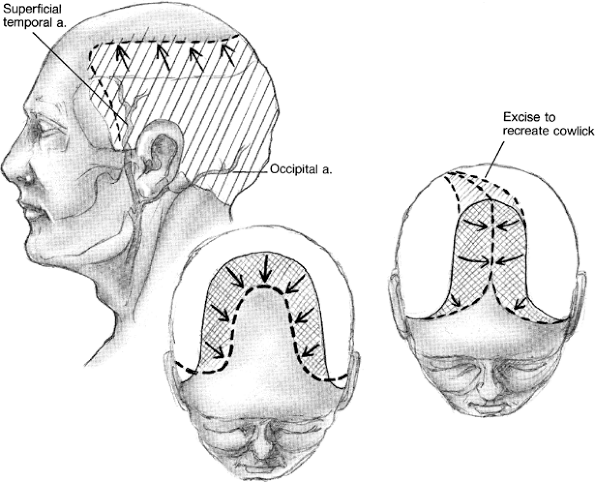 Superficial
temporal a.
Occipital a.
Excise to
recreate cowlick